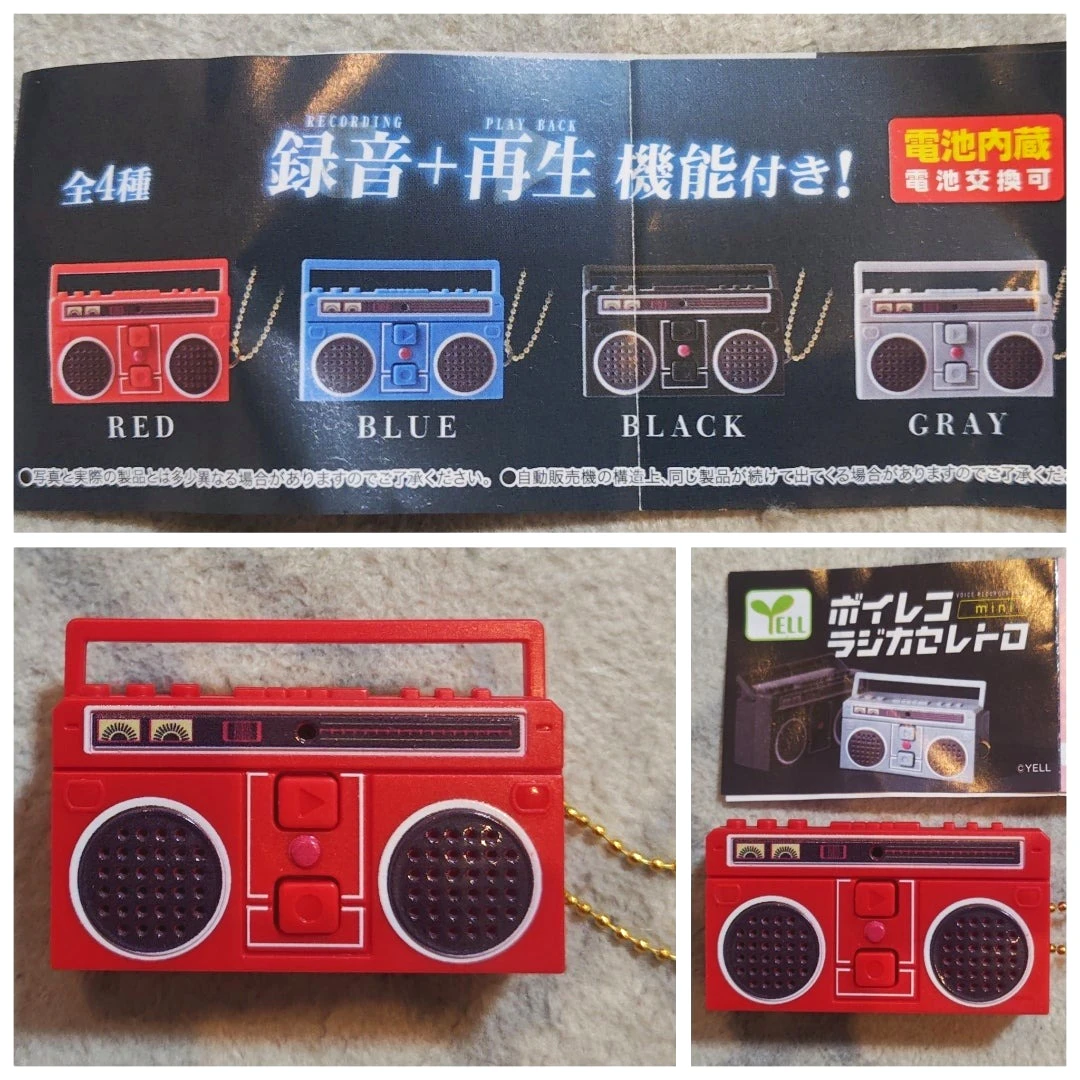 RECORDING PLAY BACK
全4種 録音+再生 機能付き!
電池内蔵
電池交換可
RED BLUE BLACK GRAY
●写真と実際の製品とは多少異なる場合がありますのでご了承ください。 ●自動販売機の構造上、同じ製品が続けて出てくる場合がありますのでご了承くだ
YELL
VOICE RECORDER
ボイレコ mini
ラジカセレトロ
©YELL